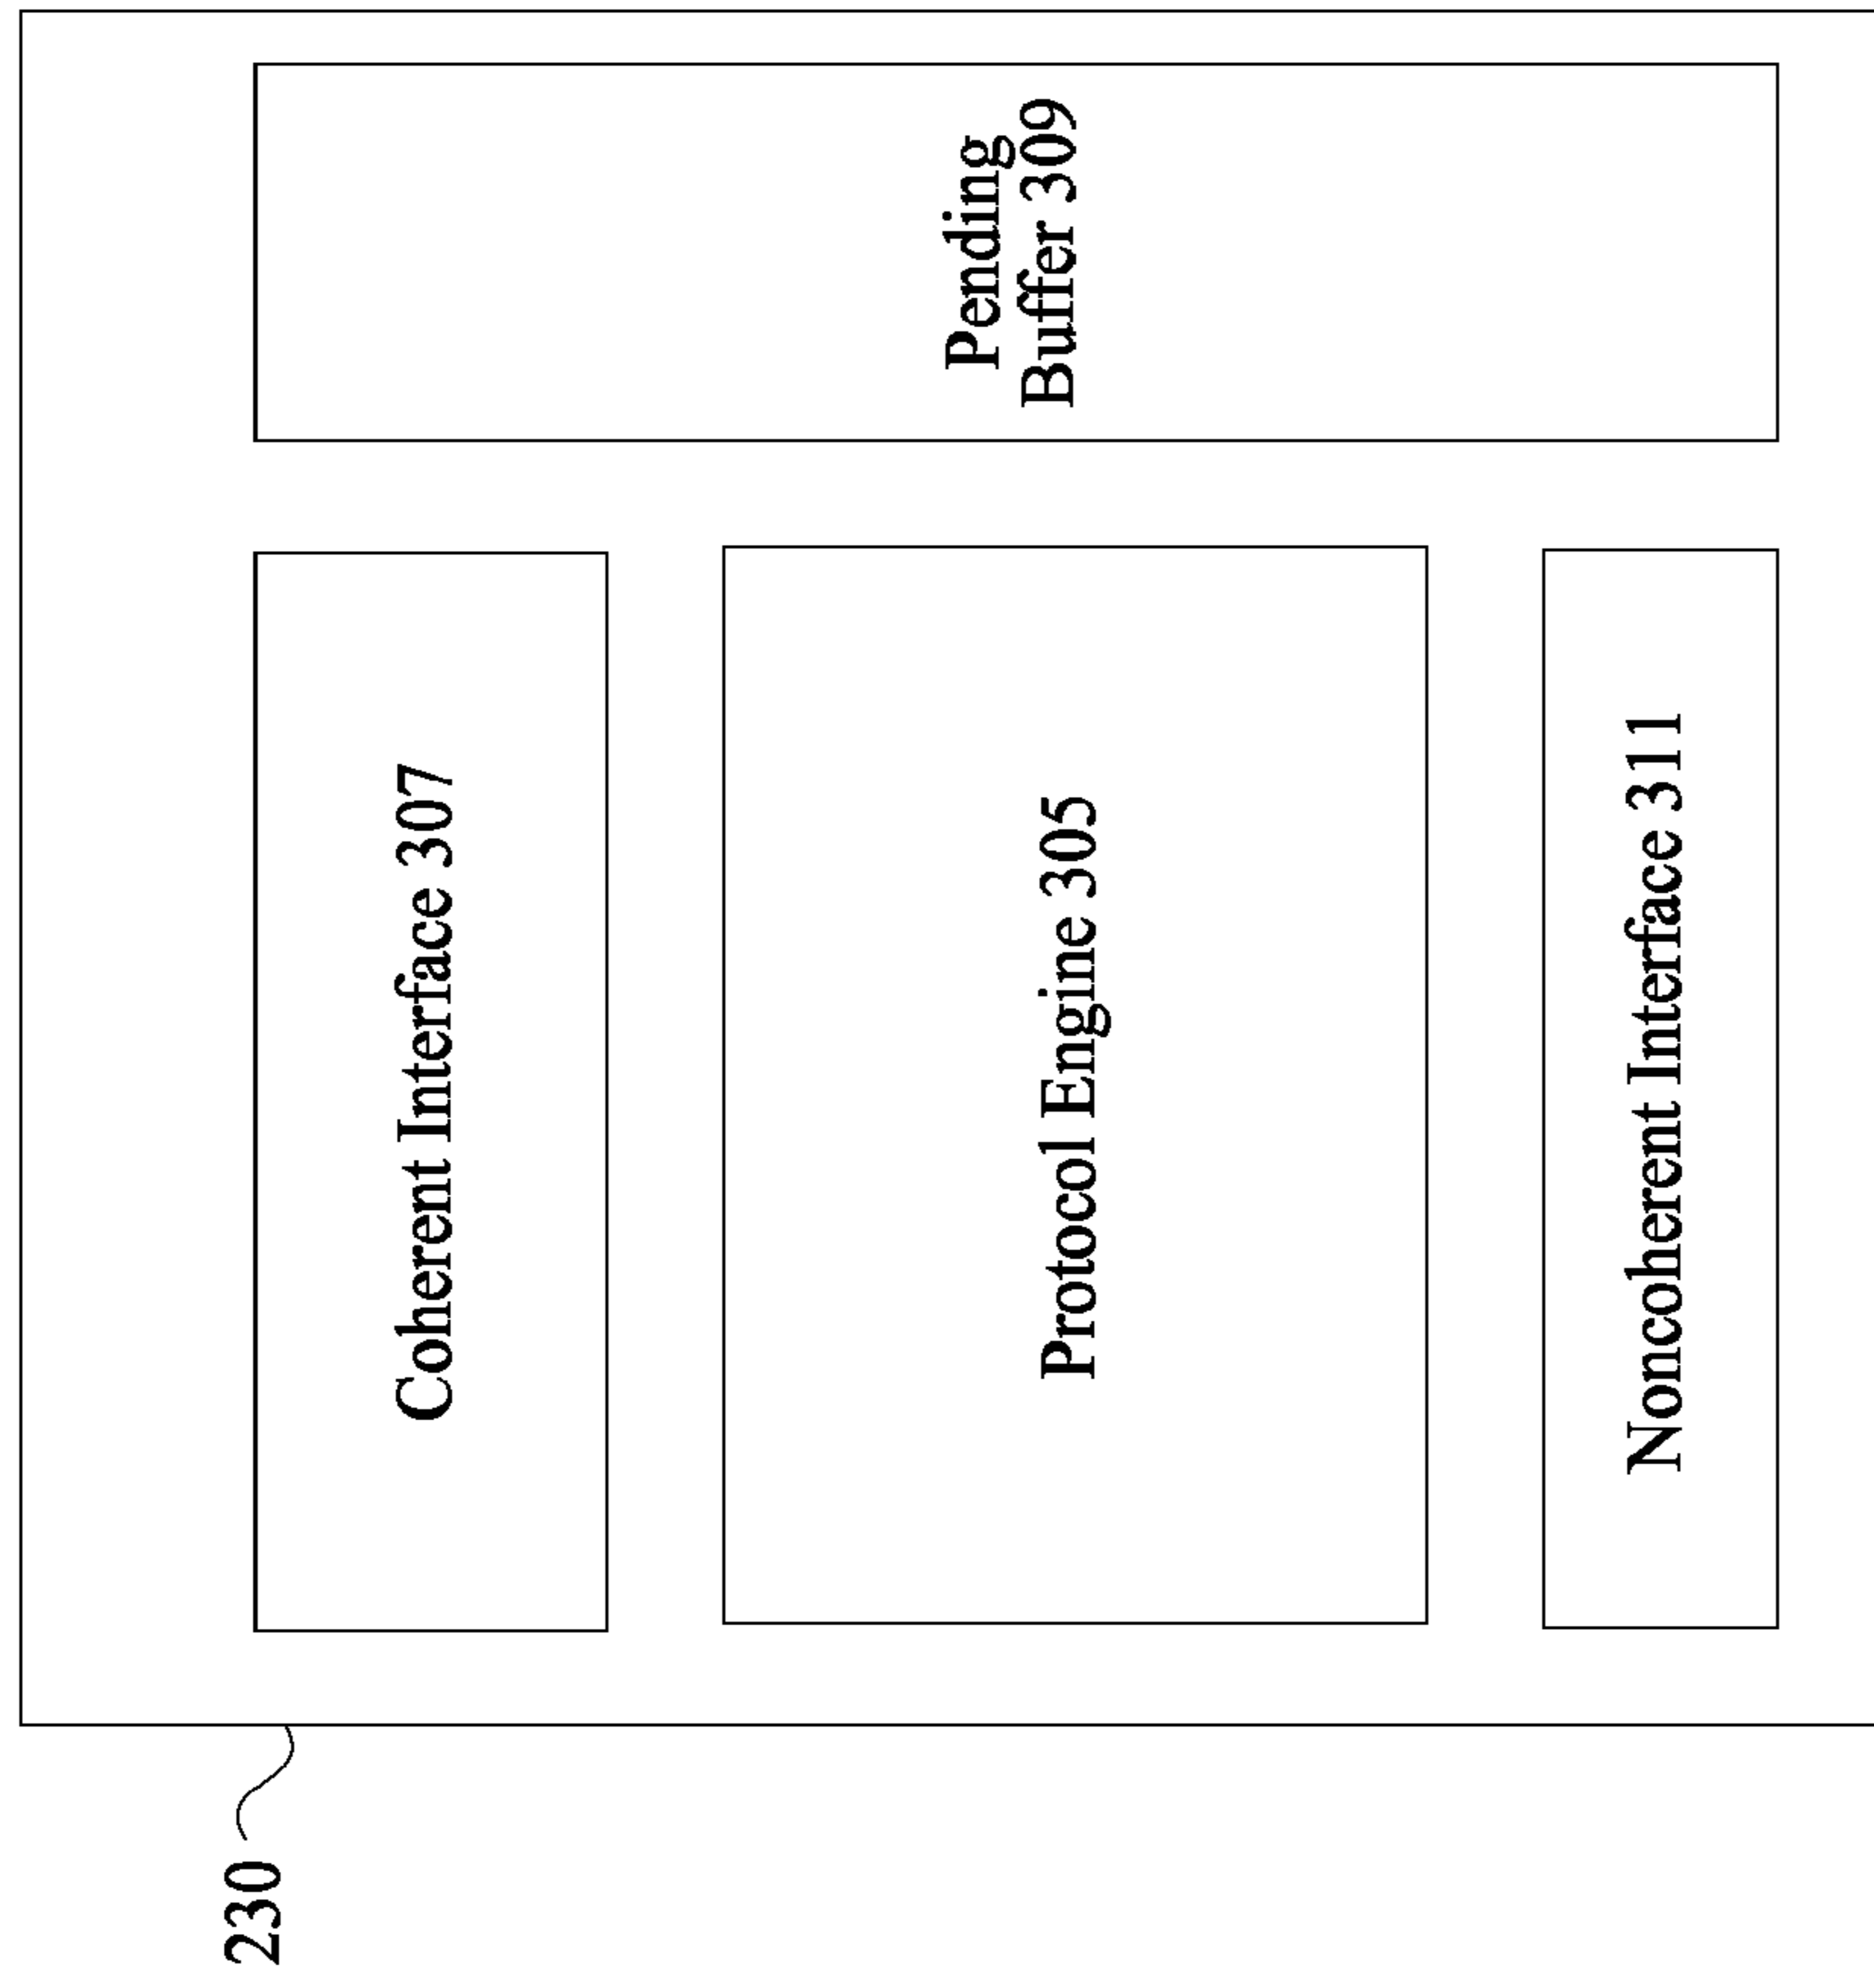 230
Coherent Interface 307
Protocol Engine 305
Noncoherent Interface 311
Pending
Buffer 309